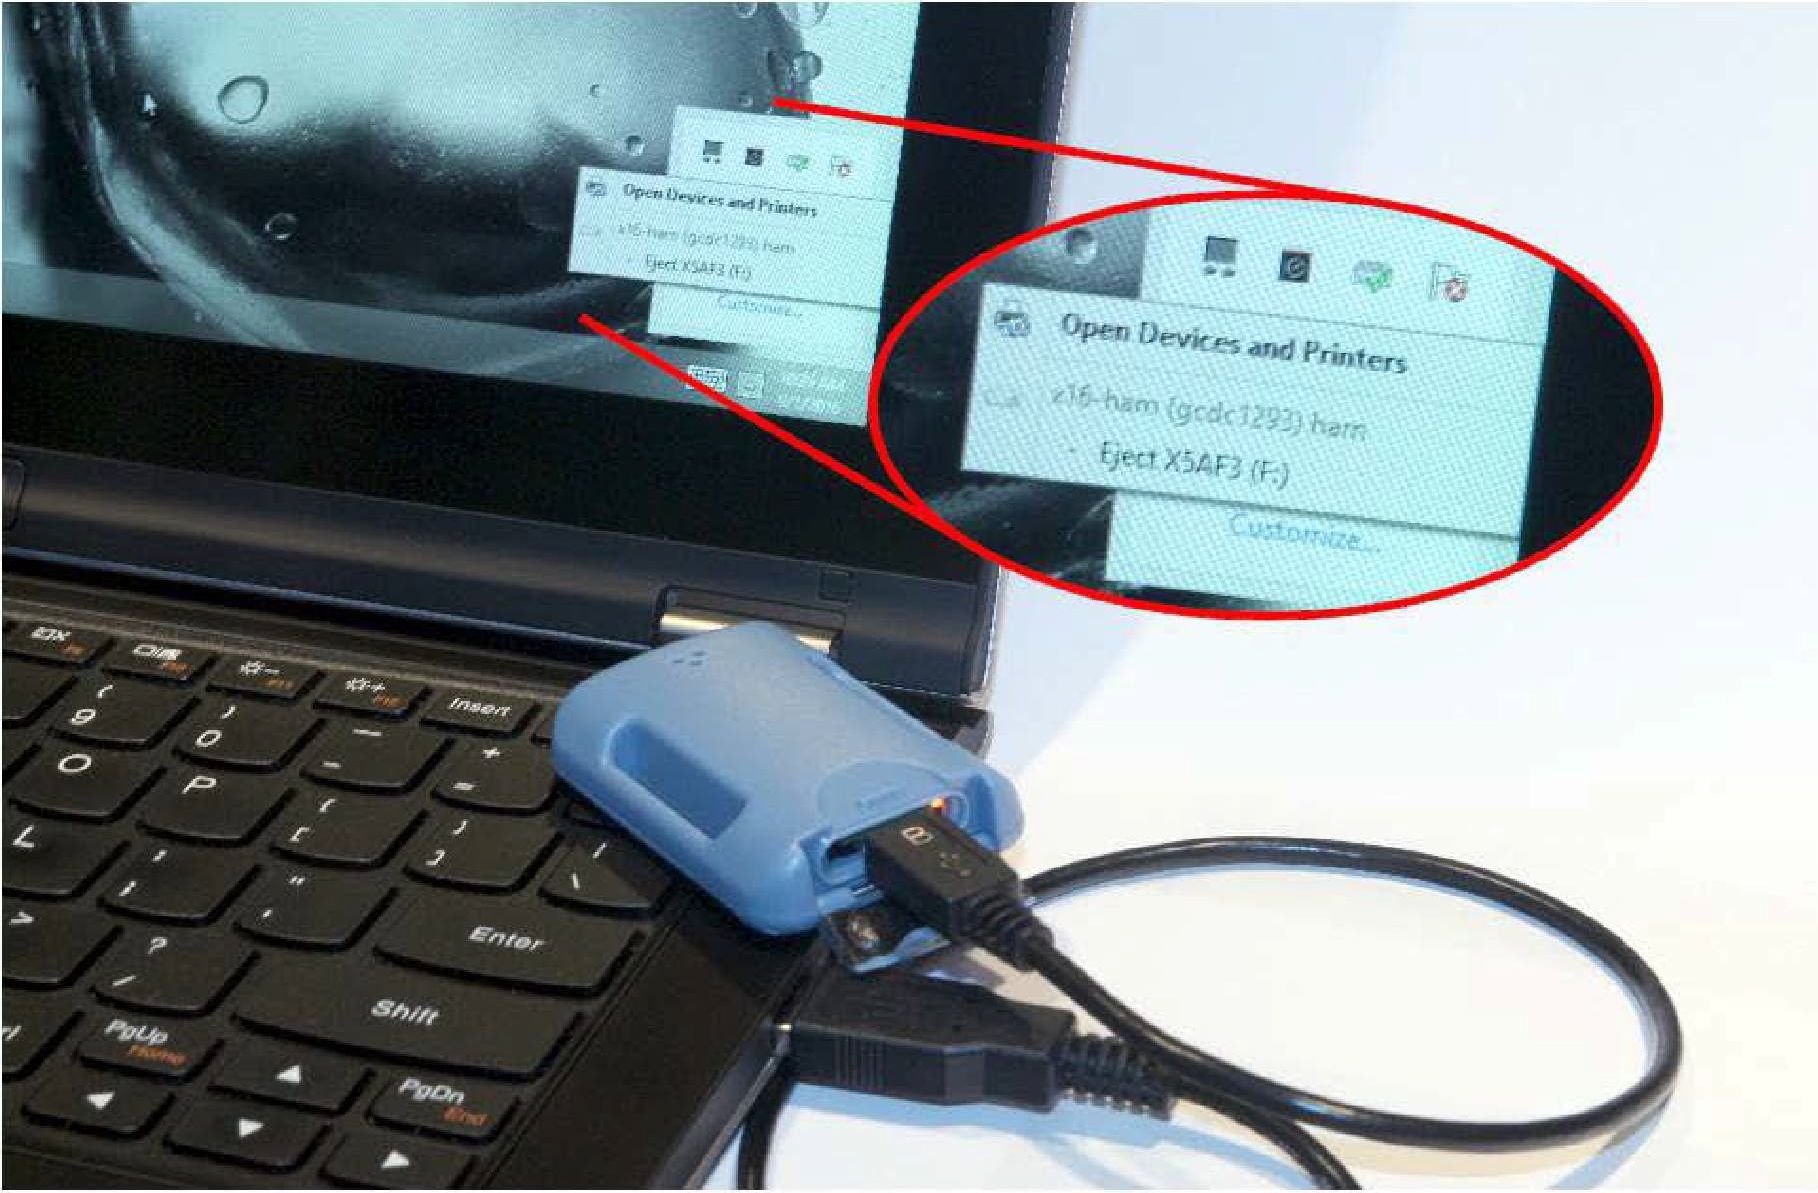 Open Devices and Printers
x16-ham (gcdc1293) ham
Eject X5AF3 (F:)
Customize...
Open Devices and Printers
x16-ham (gcdc1293) ham
Eject X5AF3 (F:)
Customize...
Insert
( 9
) 0
_ -
+ =
O
P
{ [
} ]
| \
L
: ;
" '
Enter
>
? /
Shift
PgUp
Home
PgDn
End